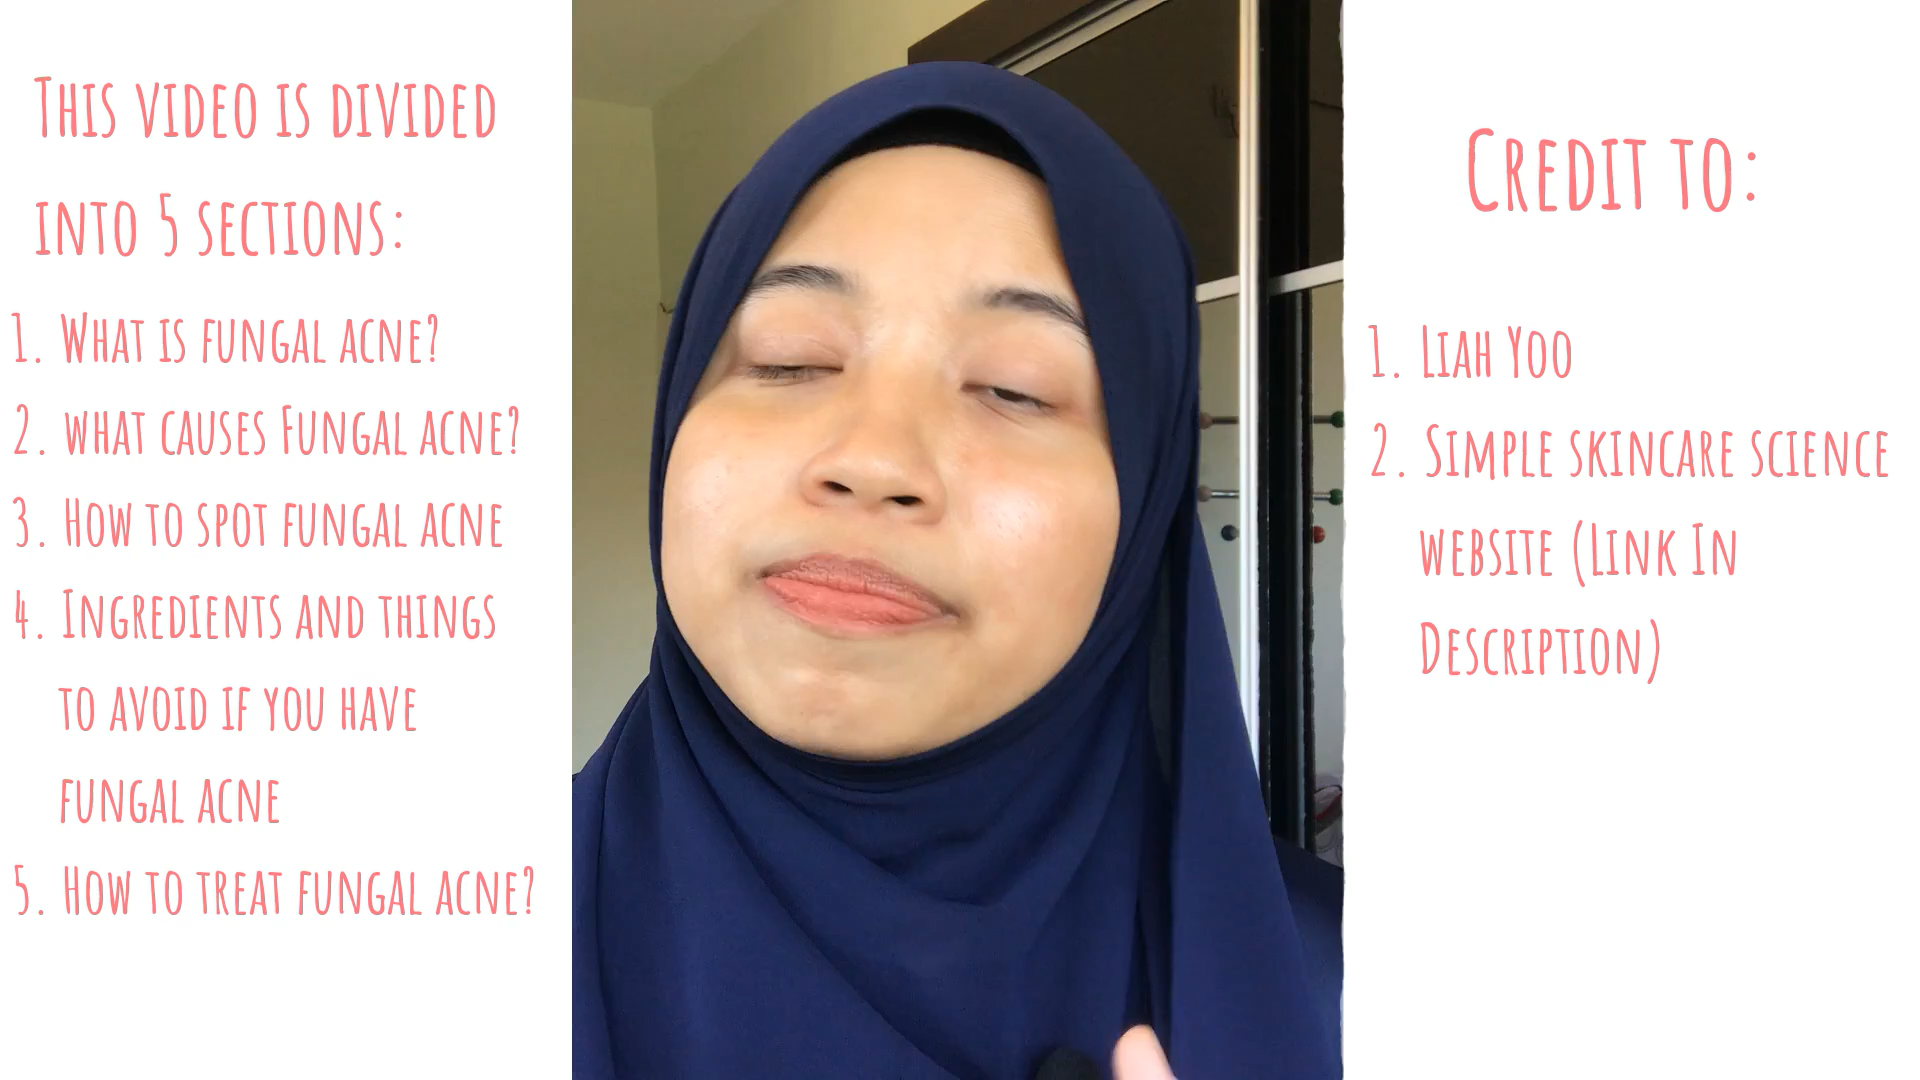 This video is divided
into 5 sections:
1. What is fungal acne?
2. what causes Fungal acne?
3. How to spot fungal acne
4. Ingredients and things
to avoid if you have
fungal acne
5. How to treat fungal acne?
Credit to:
1. Liah Yoo
2. Simple skincare science
website (Link In
Description)